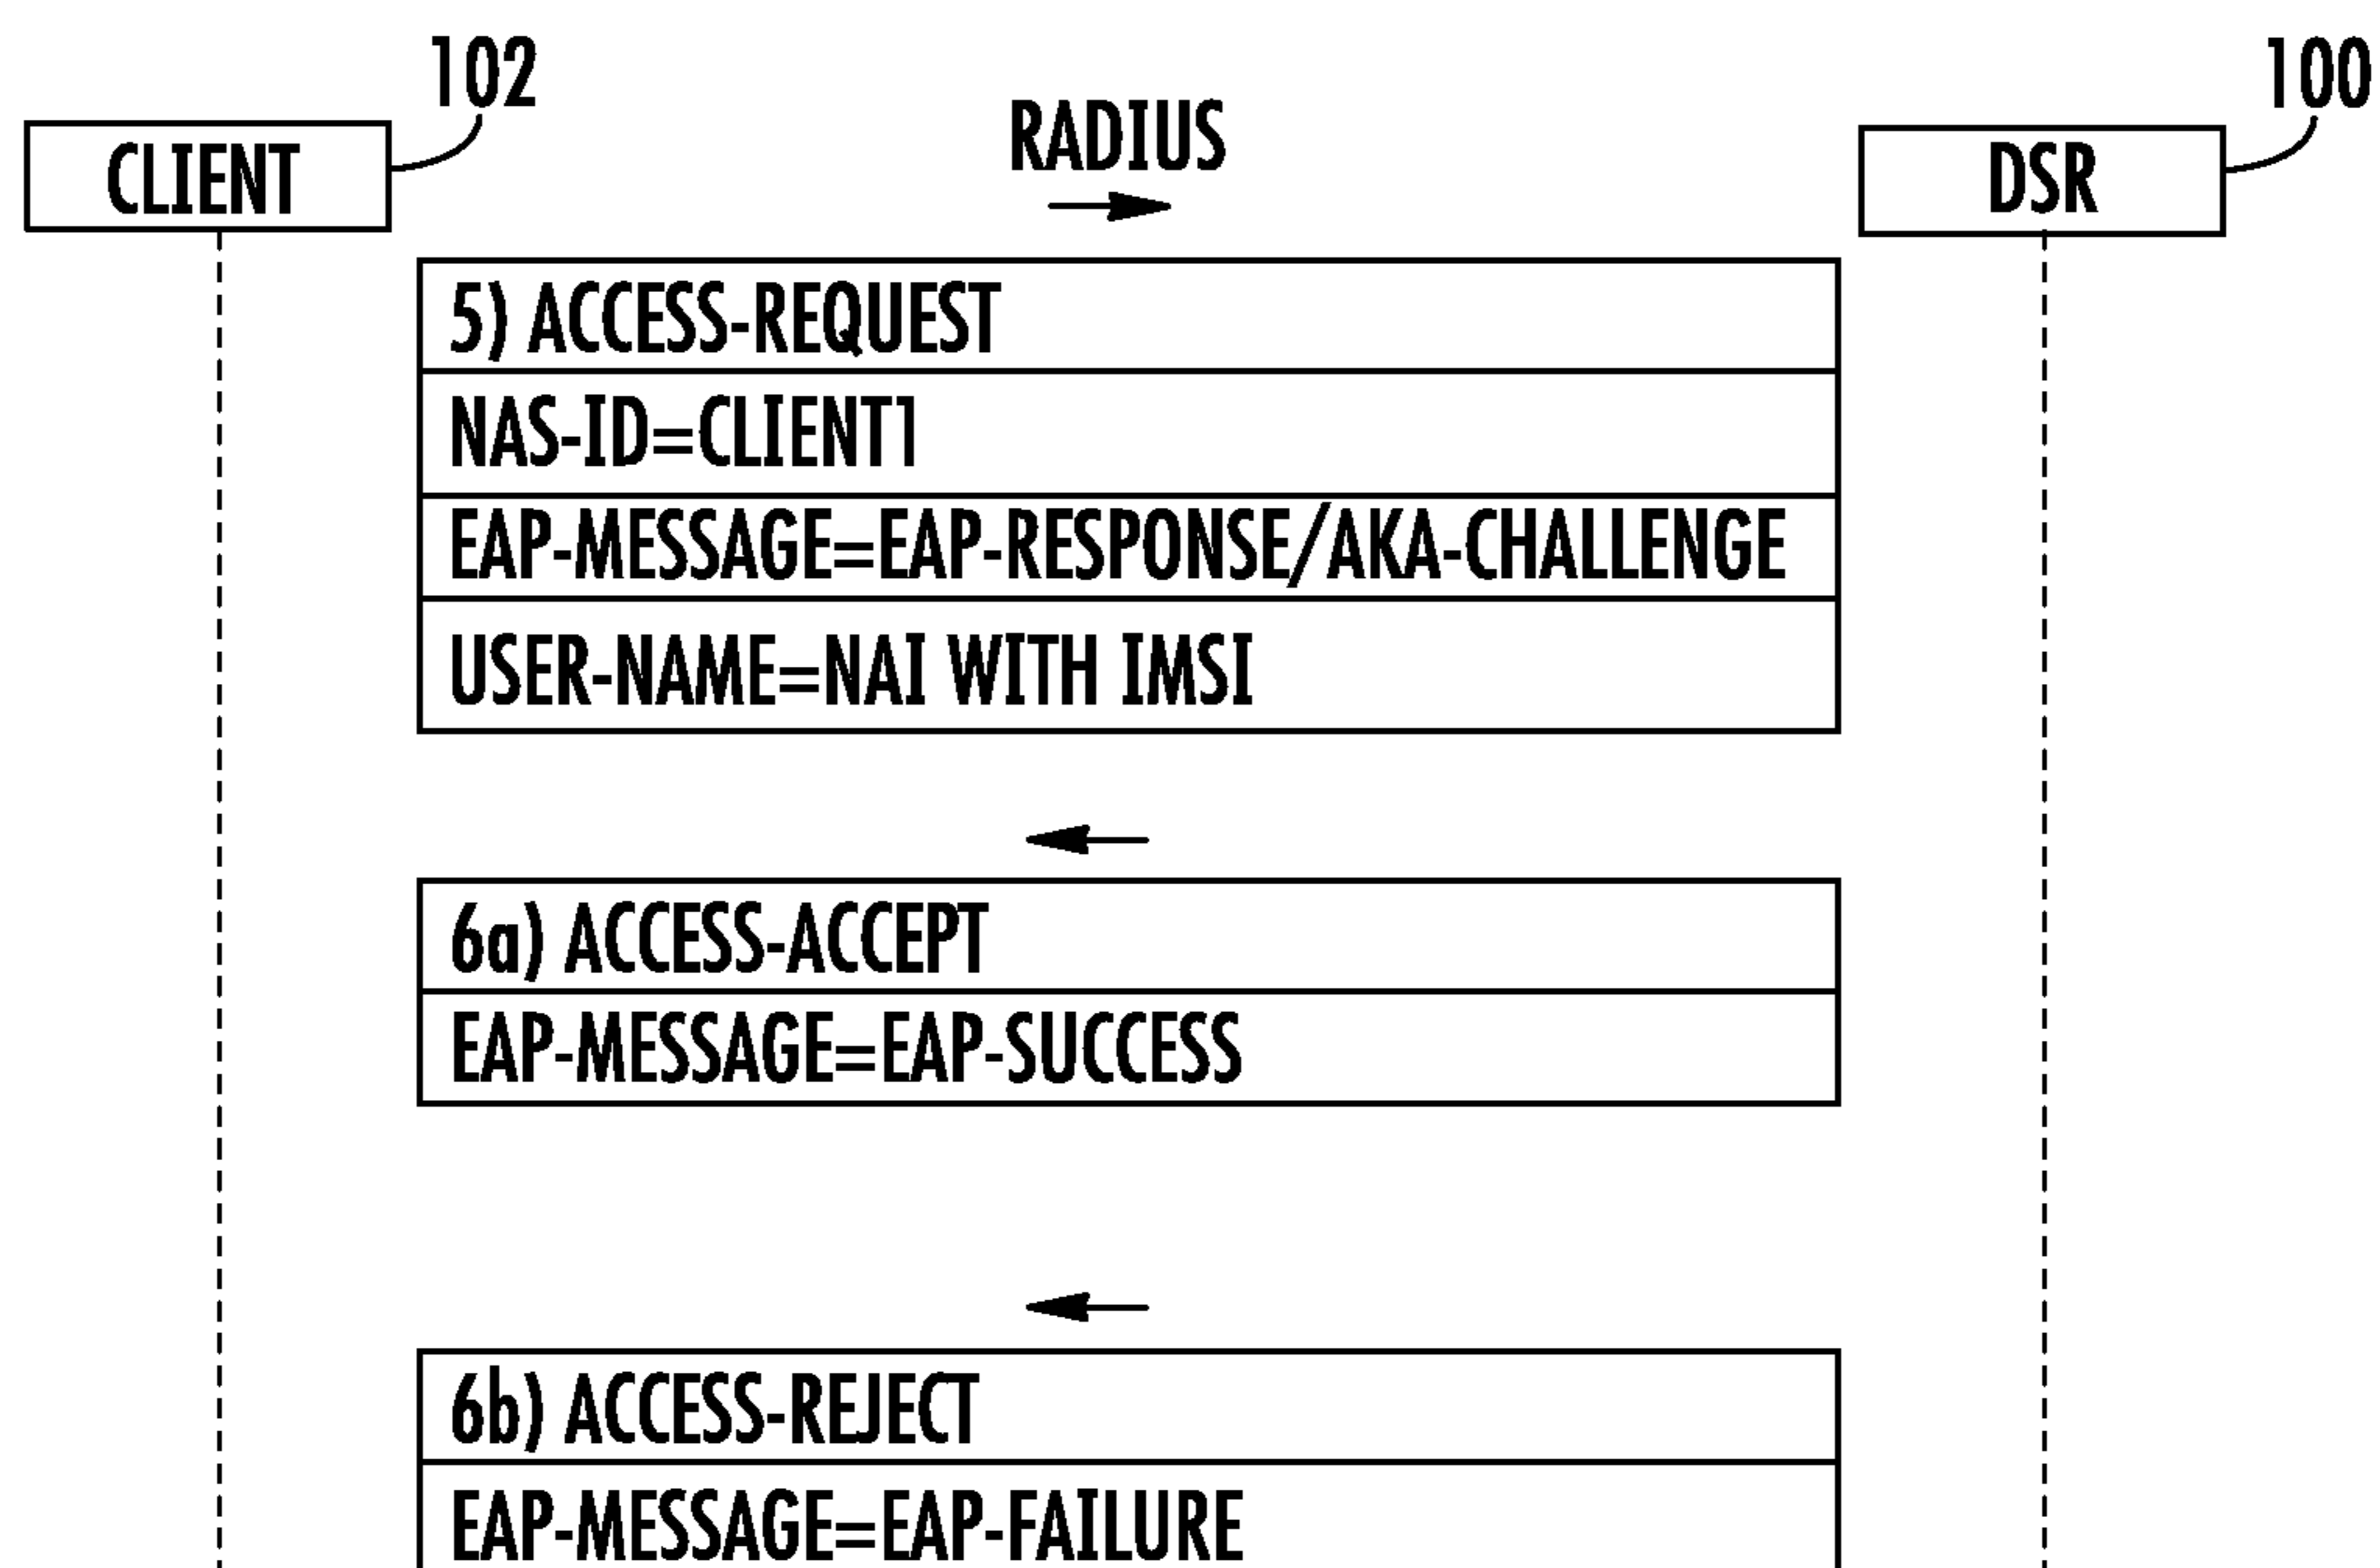 102
100
CLIENT
RADIUS
DSR
5) ACCESS-REQUEST
NAS-ID=CLIENT1
EAP-MESSAGE=EAP-RESPONSE/AKA-CHALLENGE
USER-NAME=NAI WITH IMSI
6a) ACCESS-ACCEPT
EAP-MESSAGE=EAP-SUCCESS
6b) ACCESS-REJECT
EAP-MESSAGE=EAP-FAILURE